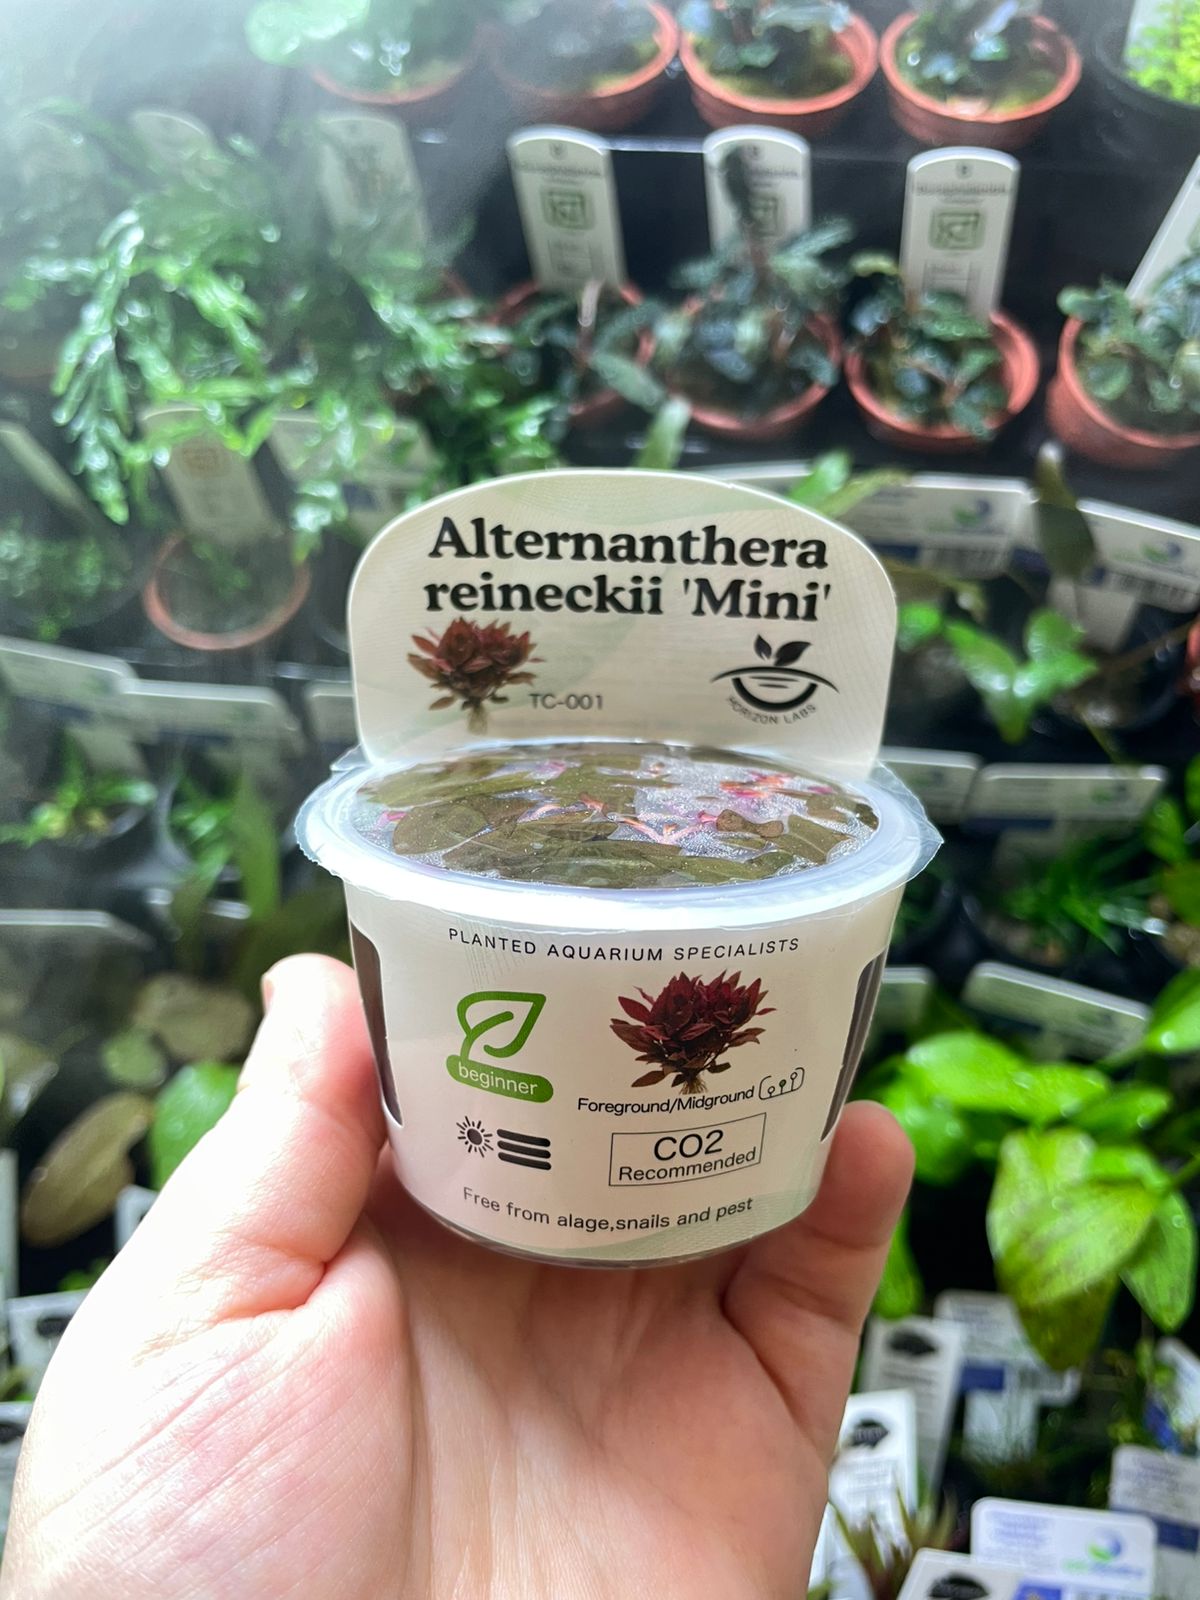 Alternanthera
reineckii 'Mini'
TC-001
HORIZON LABS
PLANTED AQUARIUM SPECIALISTS
beginner
Foreground/Midground
CO2
Recommended
Free from alage,snails and pest